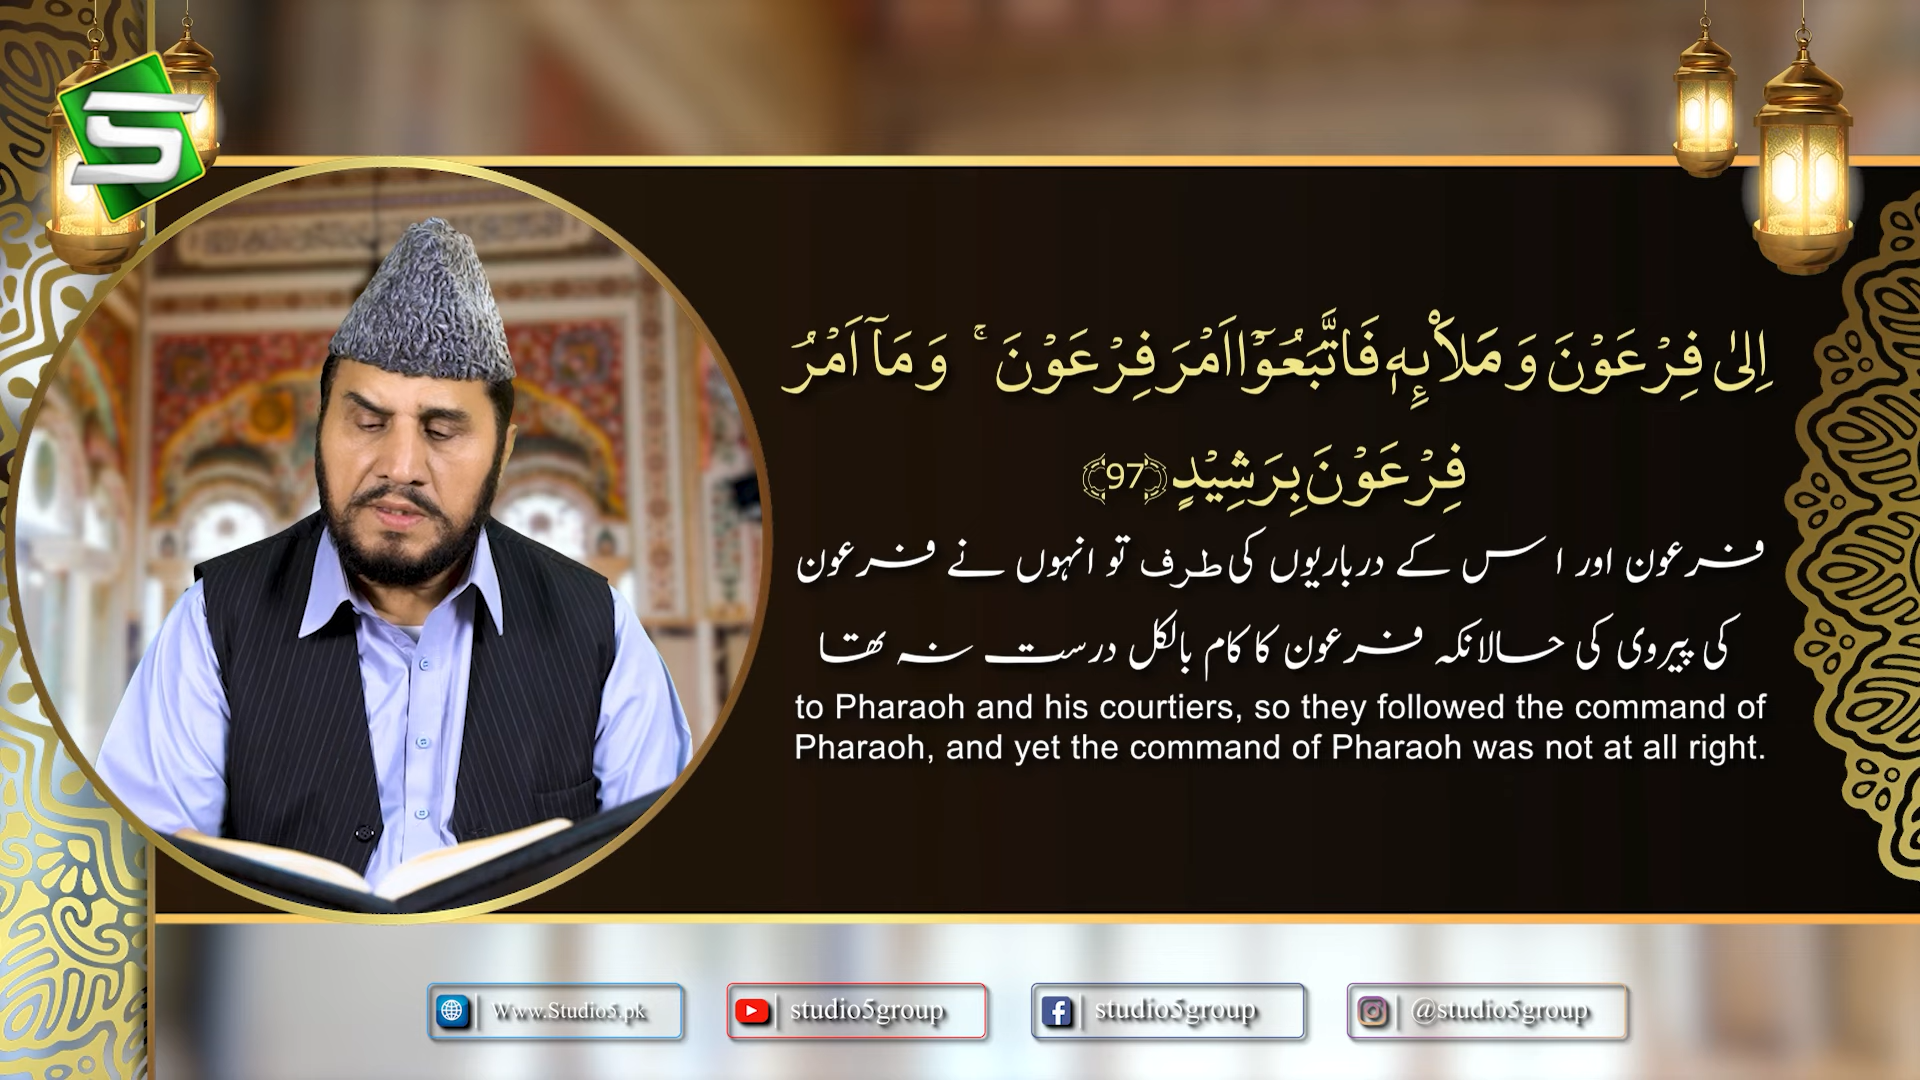 S
اِلٰى فِرْعَوْنَ وَ مَلَاۡئِهٖ فَاتَّبَعُوْۤا اَمْرَ فِرْعَوْنَ ۚ وَ مَاۤ اَمْرُ
فِرْعَوْنَ بِرَشِیْدٍ ﴿97﴾
فرعون اور اس کے درباریوں کی طرف تو انہوں نے فرعون
کی پیروی کی حالانکہ فرعون کا کام بالکل درست نہ تھا
to Pharaoh and his courtiers, so they followed the command of
Pharaoh, and yet the command of Pharaoh was not at all right.
Www.Studio5.pk
studio5group
studio5group
@studio5group